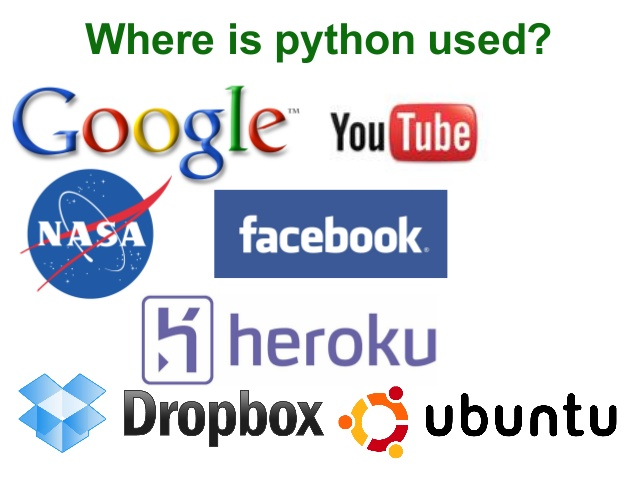 Where is python used?
Google™
YouTube
NASA
facebook®
heroku
Dropbox
ubuntu